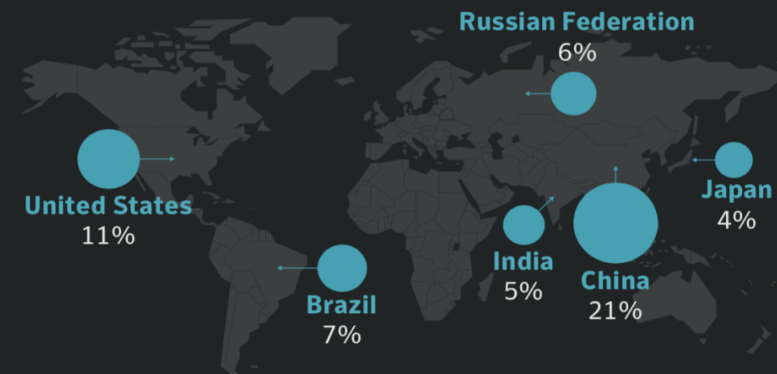 Russian Federation
6%
United States
11%
Brazil
7%
India
5%
China
21%
Japan
4%